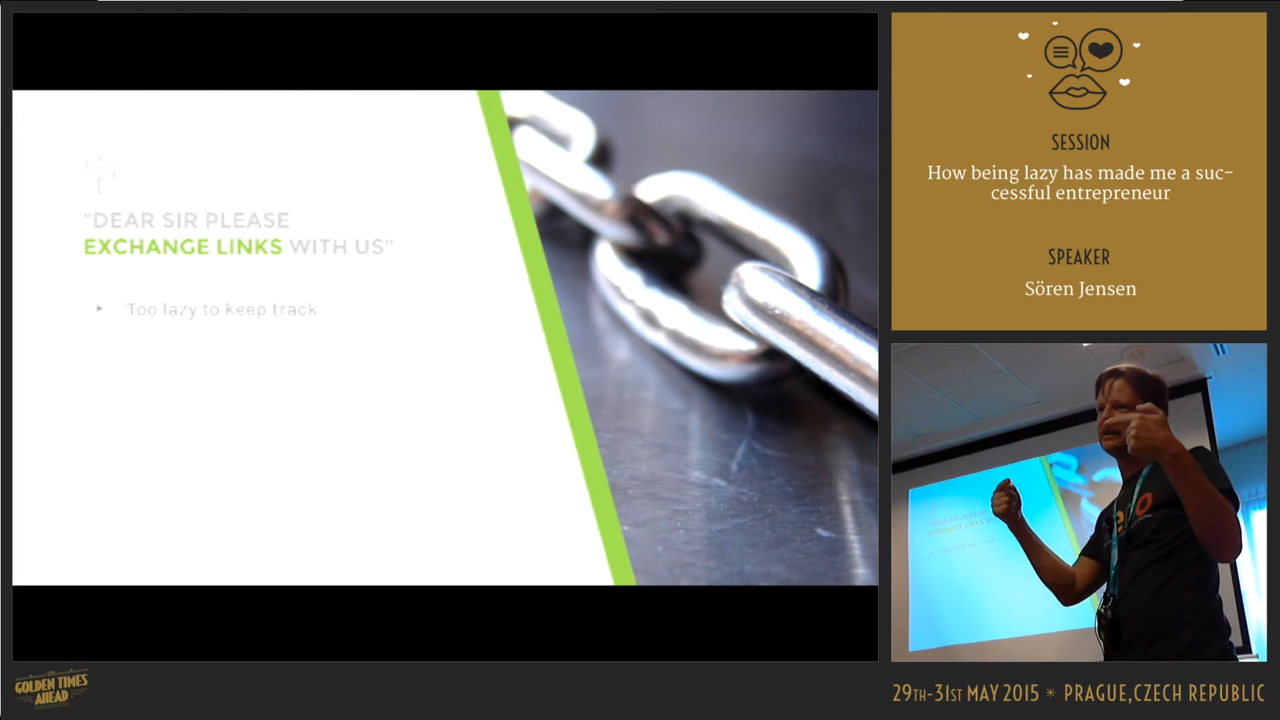 “DEAR SIR PLEASE
EXCHANGE LINKS WITH US”
Too lazy to keep track
SESSION
How being lazy has made me a suc-
cessful entrepreneur
SPEAKER
Sören Jensen
GOLDEN TIMES
AHEAD
29TH-31ST MAY 2015 * PRAGUE,CZECH REPUBLIC